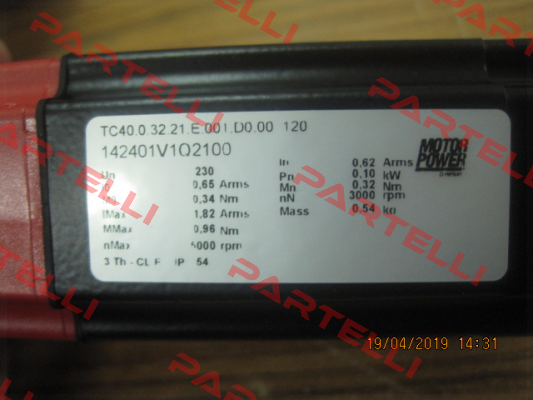 TC40.0.32.21.E.001.D0.00 120
142401V1O2100
MOTOR
POWER
Un 230
0,65 Arms
0,34 Nm
IMax 1,82 Arms
MMax 0,96 Nm
nMax 5000 rpm
3 Th - CL F IP 54
In 0,62 Arms
Pn 0,10 kW
Mn 0,32 Nm
nN 3000 rpm
Mass 0,54 kg
PARTELLI
PARTELLI
PARTELLI
PARTELLI
PARTELLI
19/04/2019 14:31